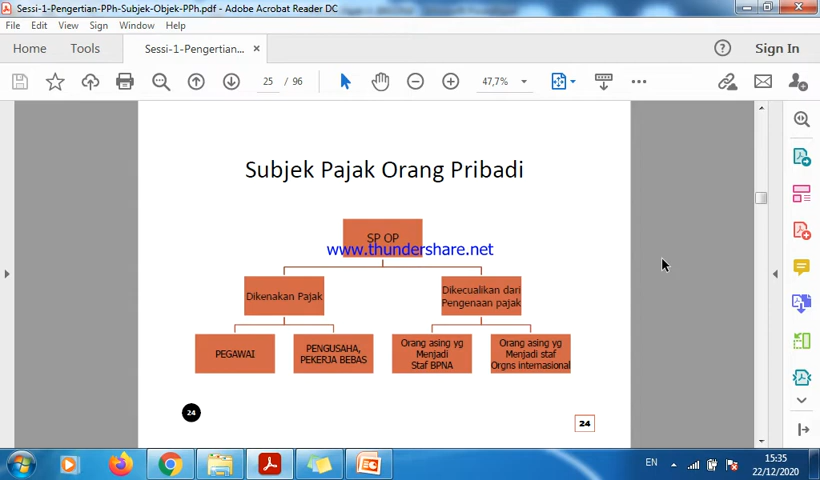 Sessi-1-Pengertian-PPh-Subjek-Objek-PPh.pdf - Adobe Acrobat Reader DC
File Edit View Sign Window Help
Home Tools Sessi-1-Pengertian... × ? Sign In
25 / 96 47,7%
Subjek Pajak Orang Pribadi
SP OP
www.thundershare.net
Dikenakan Pajak
Dikecualikan dari
Pengenaan pajak
PEGAWAI
PENGUSAHA,
PEKERJA BEBAS
Orang asing yg
Menjadi
Staf BPNA
Orang asing yg
Menjadi staf
Orgns internasional
24
24
EN
15:35
22/12/2020